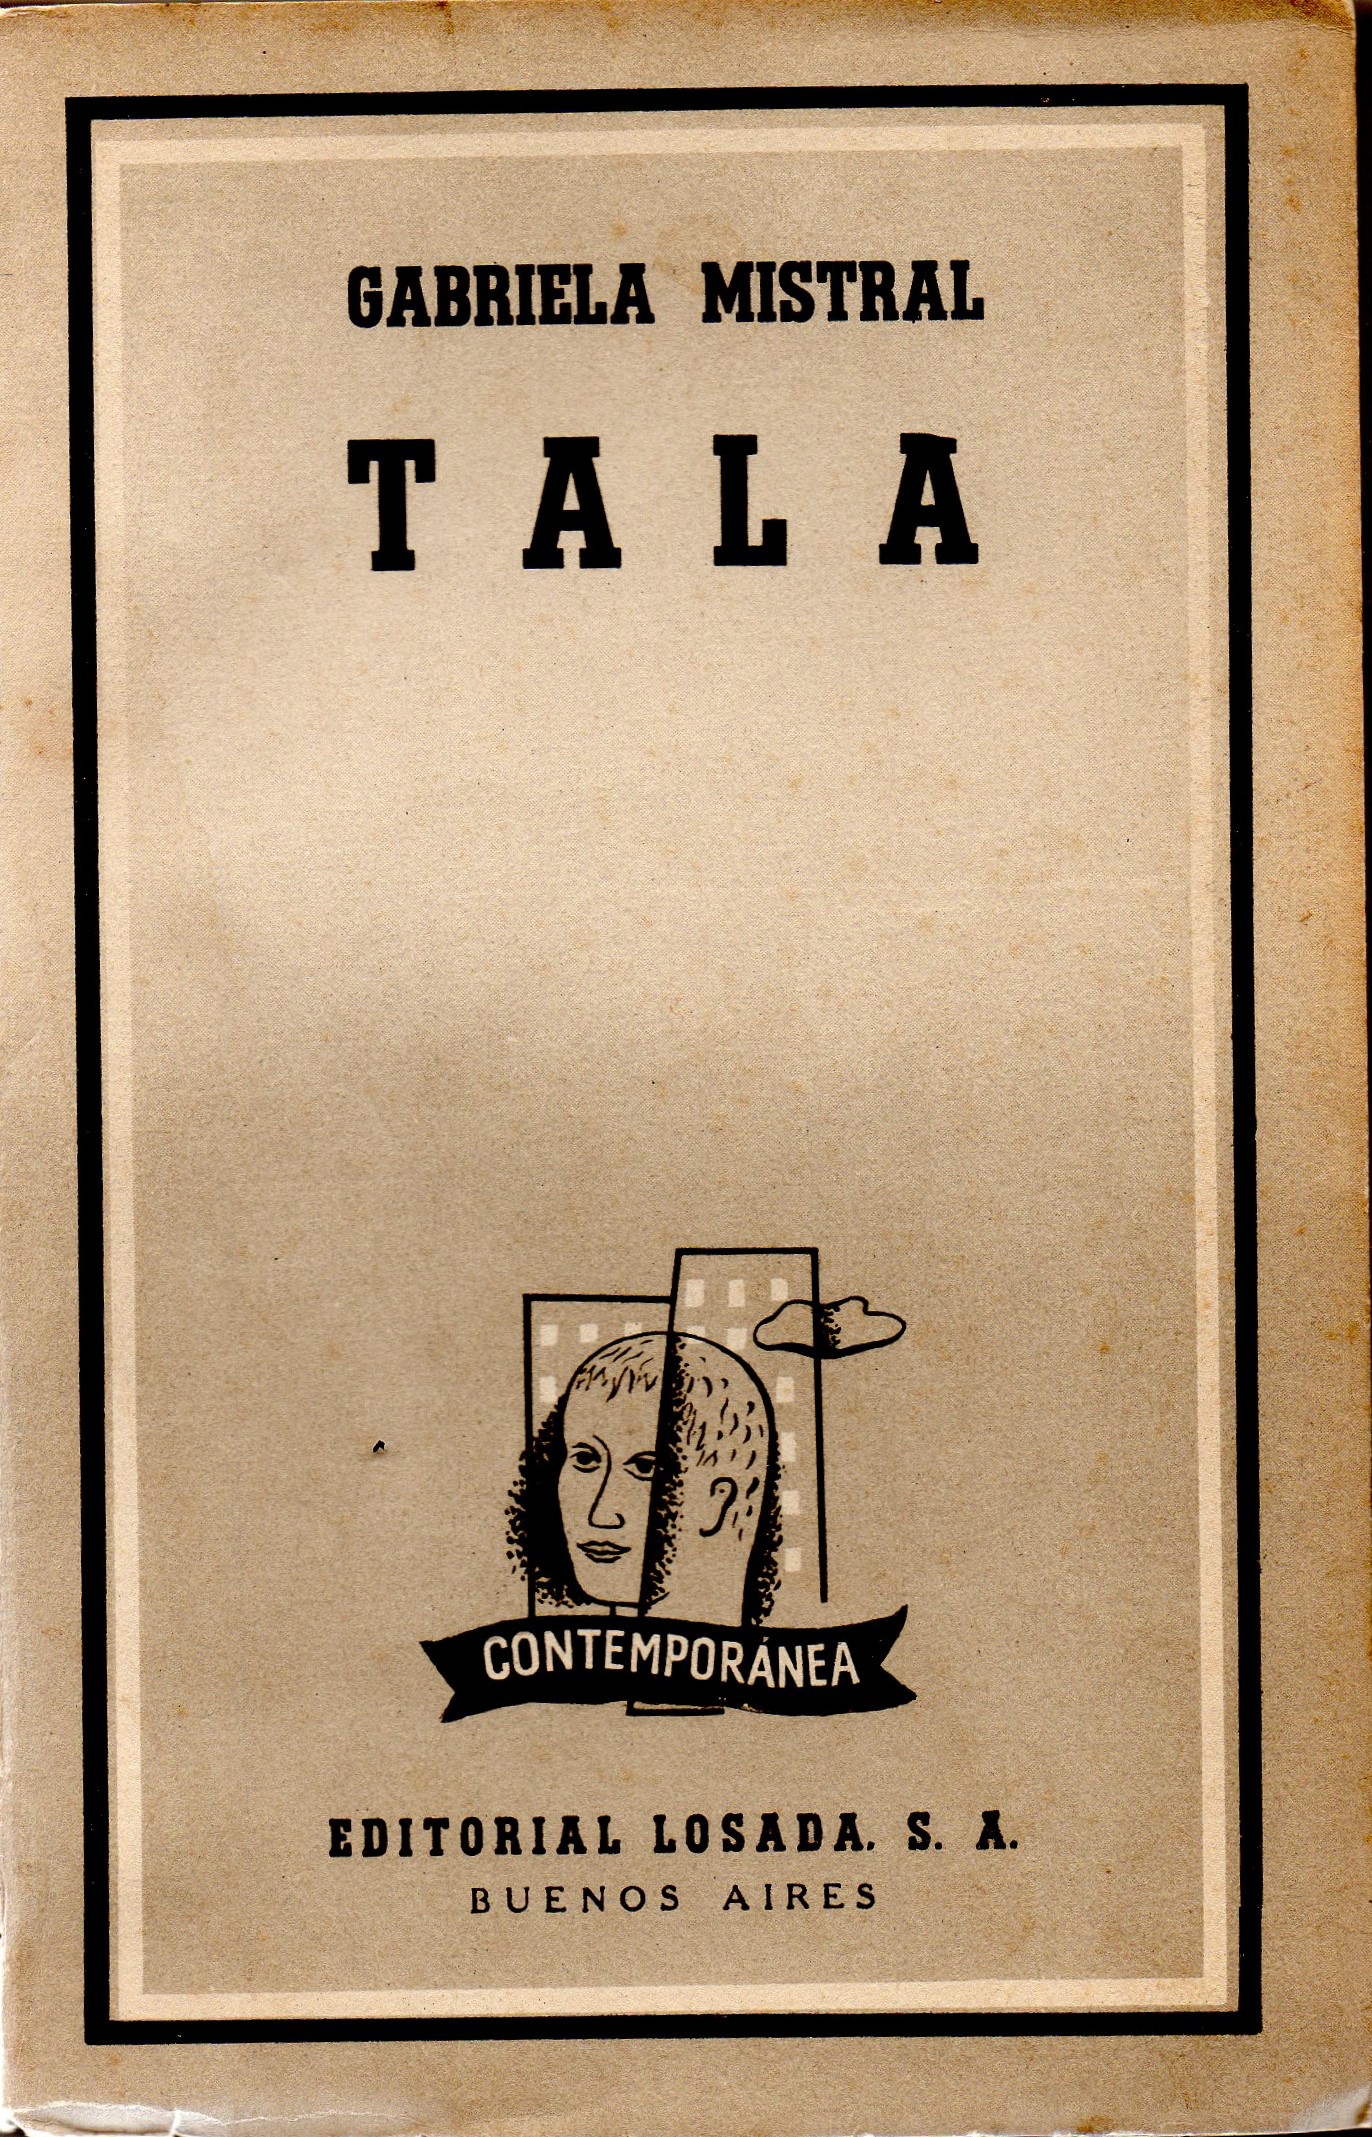 GABRIELA MISTRAL
TALA
CONTEMPORÁNEA
EDITORIAL LOSADA. S. A.
BUENOS AIRES